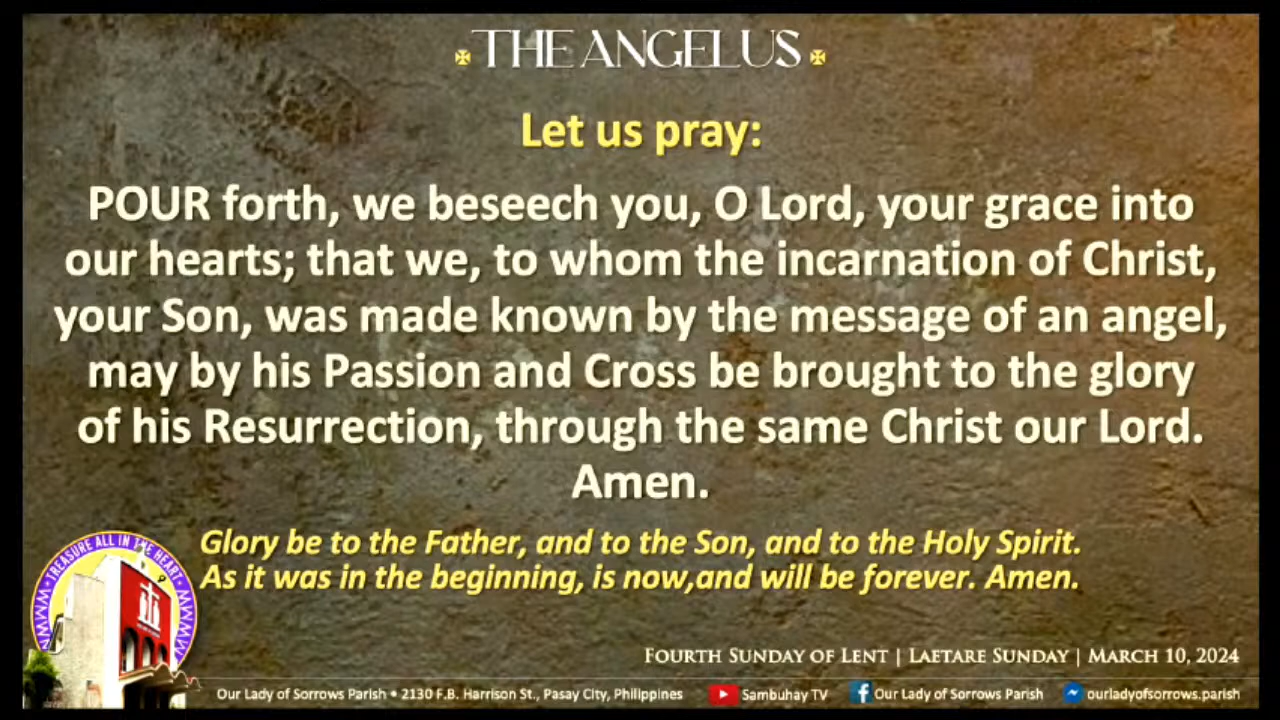 THE ANGELUS
Let us pray:
POUR forth, we beseech you, O Lord, your grace into
our hearts; that we, to whom the incarnation of Christ,
your Son, was made known by the message of an angel,
may by his Passion and Cross be brought to the glory
of his Resurrection, through the same Christ our Lord.
Amen.
Glory be to the Father, and to the Son, and to the Holy Spirit.
As it was in the beginning, is now,and will be forever. Amen.
TREASURE ALL IN THE HEART
FOURTH SUNDAY OF LENT | LAETARE SUNDAY | MARCH 10, 2024
Our Lady of Sorrows Parish • 2130 F.B. Harrison St., Pasay City, Philippines Sambuhay TV Our Lady of Sorrows Parish ourladyofsorrows.parish